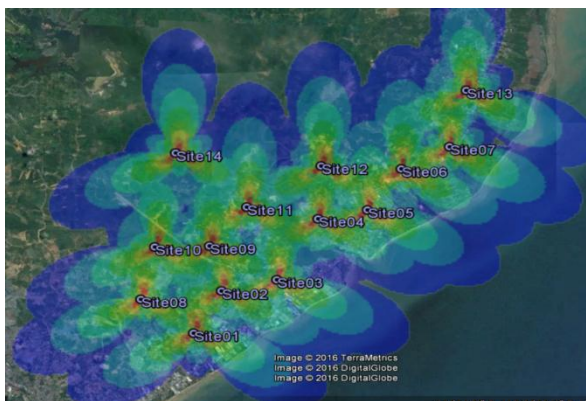 Site13
Site14
Site12
Site07
Site06
Site11
Site05
Site04
Site10
Site09
Site03
Site02
Site08
Site01
Image © 2016 TerraMetrics
Image © 2016 DigitalGlobe
Image © 2016 DigitalGlobe